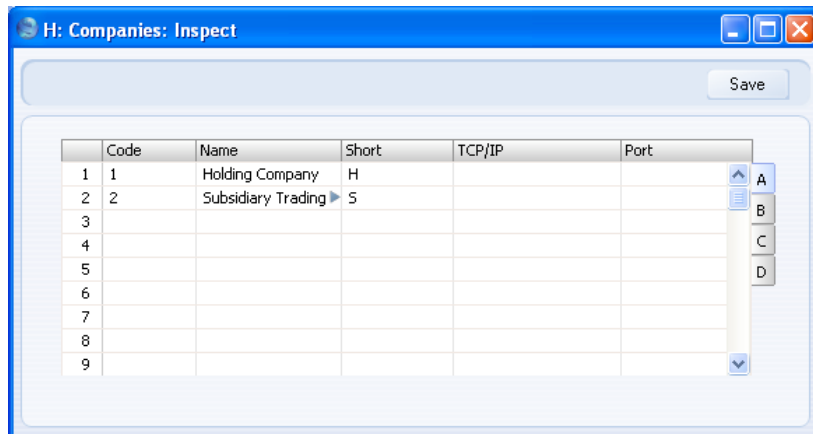 H: Companies: Inspect
Save
Code Name Short TCP/IP Port
1 1 Holding Company H
2 2 Subsidiary Trading S
3
4
5
6
7
8
9
A
B
C
D